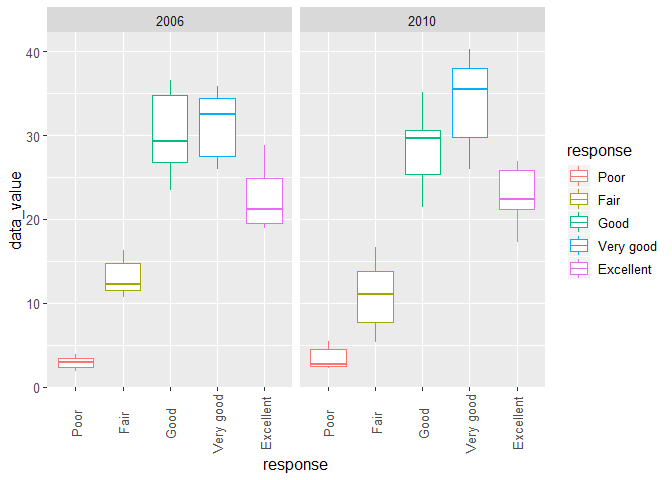 2006
2010
data_value
40
30
20
10
0
Poor
Fair
Good
Very good
Excellent
Poor
Fair
Good
Very good
Excellent
response
response
Poor
Fair
Good
Very good
Excellent